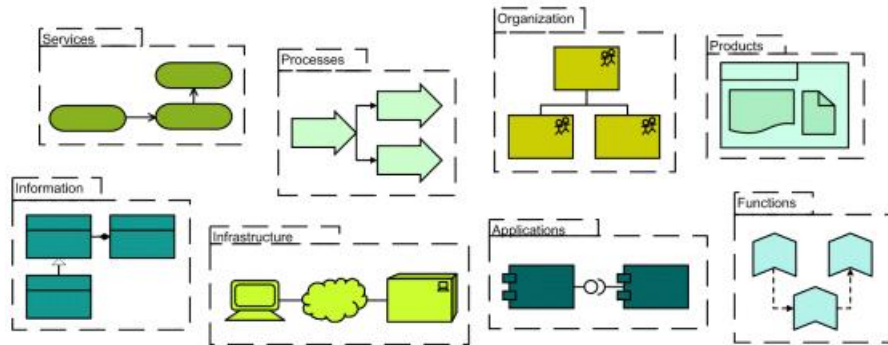 Services
Processes
Organization
Products
Information
Infrastructure
Applications
Functions